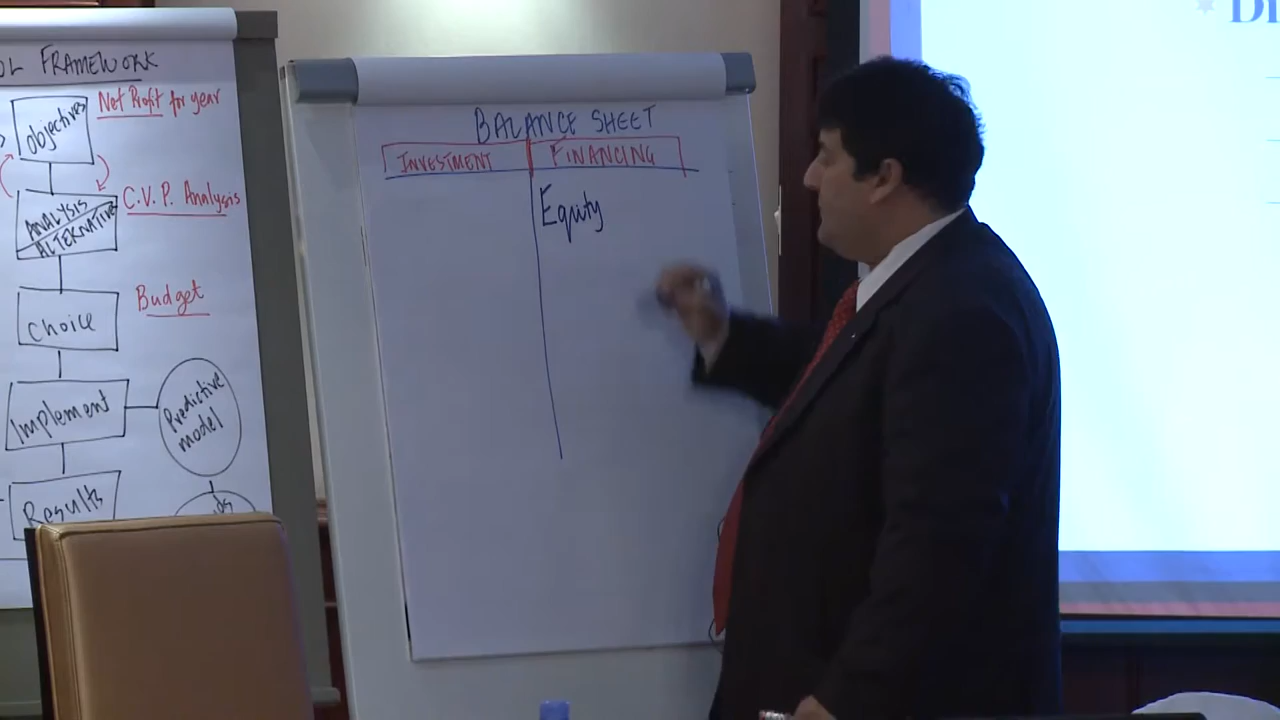 FRAMEWORK
Objectives
Net Profit for year
ANALYSIS
ALTERNATIVE
C.V.P. Analysis
Choice
Budget
Implement
Predictive
model
Results
ds
BALANCE SHEET
INVESTMENT
FINANCING
Equity